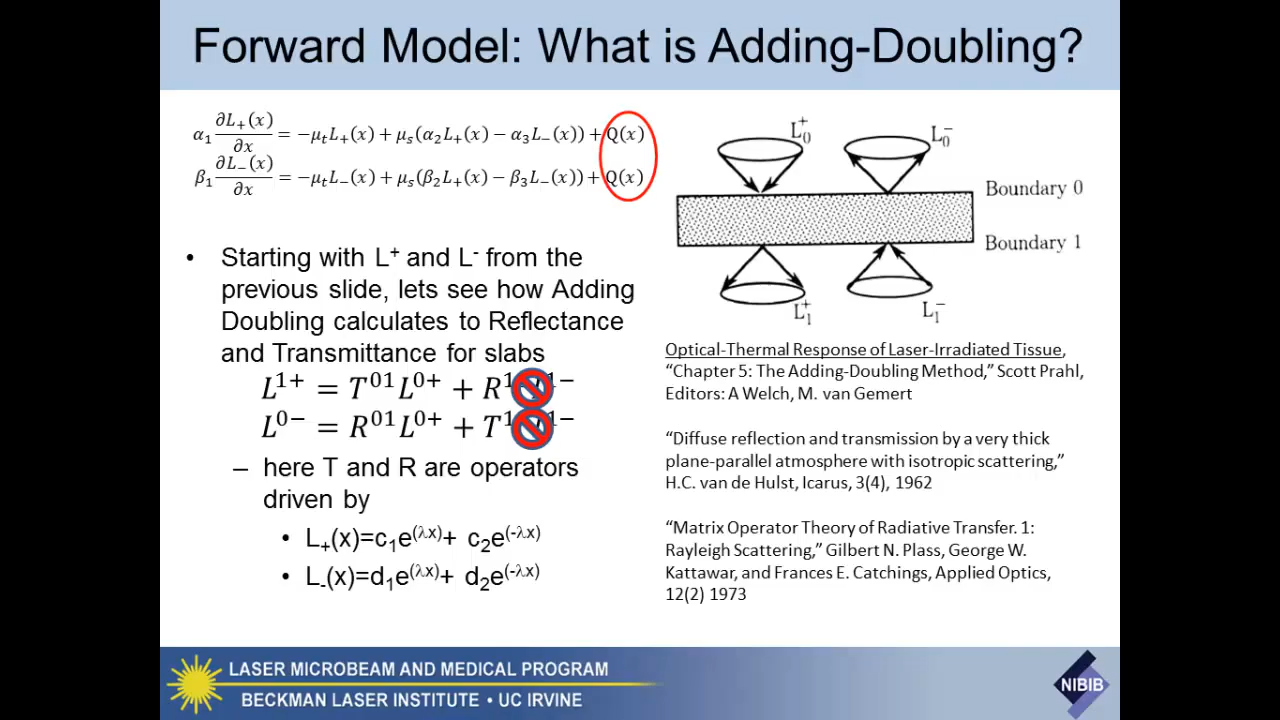 Forward Model: What is Adding-Doubling?
α₁ ∂L₊(x)/∂x = −μₜL₊(x) + μₛ(α₂L₊(x) − α₃L₋(x)) + Q(x)
β₁ ∂L₋(x)/∂x = −μₜL₋(x) + μₛ(β₂L₊(x) − β₃L₋(x)) + Q(x)
• Starting with L⁺ and L⁻ from the
previous slide, lets see how Adding
Doubling calculates to Reflectance
and Transmittance for slabs
L¹⁺ = T⁰¹L⁰⁺ + R¹ ¹⁻
L⁰⁻ = R⁰¹L⁰⁺ + T¹ ¹⁻
– here T and R are operators
driven by
• L₊(x)=c₁e^(λx)+ c₂e^(-λx)
• L₋(x)=d₁e^(λx)+ d₂e^(-λx)
L₀⁺
L₀⁻
Boundary 0
Boundary 1
L₁⁺
L₁⁻
Optical-Thermal Response of Laser-Irradiated Tissue,
“Chapter 5: The Adding-Doubling Method,” Scott Prahl,
Editors: A Welch, M. van Gemert
“Diffuse reflection and transmission by a very thick
plane-parallel atmosphere with isotropic scattering,”
H.C. van de Hulst, Icarus, 3(4), 1962
“Matrix Operator Theory of Radiative Transfer. 1:
Rayleigh Scattering,” Gilbert N. Plass, George W.
Kattawar, and Frances E. Catchings, Applied Optics,
12(2) 1973
LASER MICROBEAM AND MEDICAL PROGRAM
BECKMAN LASER INSTITUTE • UC IRVINE
NIBIB